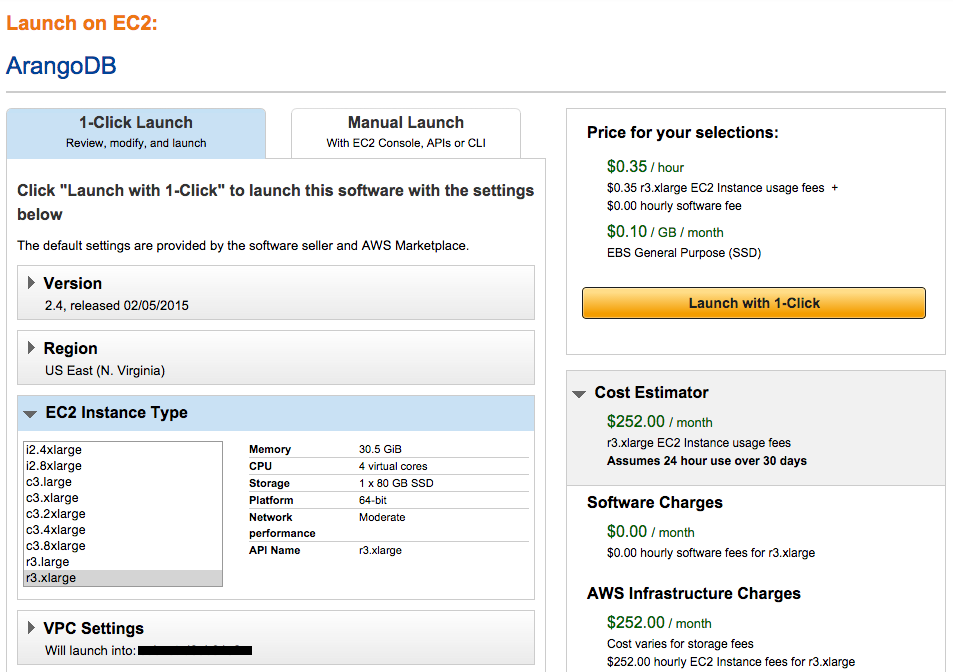 Launch on EC2:
ArangoDB
1-Click Launch
Review, modify, and launch
Manual Launch
With EC2 Console, APIs or CLI
Click "Launch with 1-Click" to launch this software with the settings
below
The default settings are provided by the software seller and AWS Marketplace.
Version
2.4, released 02/05/2015
Region
US East (N. Virginia)
EC2 Instance Type
i2.4xlarge
i2.8xlarge
c3.large
c3.xlarge
c3.2xlarge
c3.4xlarge
c3.8xlarge
r3.large
r3.xlarge
Memory 30.5 GiB
CPU 4 virtual cores
Storage 1 x 80 GB SSD
Platform 64-bit
Network Moderate
performance
API Name r3.xlarge
VPC Settings
Will launch into:
Price for your selections:
$0.35 / hour
$0.35 r3.xlarge EC2 Instance usage fees +
$0.00 hourly software fee
$0.10 / GB / month
EBS General Purpose (SSD)
Launch with 1-Click
Cost Estimator
$252.00 / month
r3.xlarge EC2 Instance usage fees
Assumes 24 hour use over 30 days
Software Charges
$0.00 / month
$0.00 hourly software fees for r3.xlarge
AWS Infrastructure Charges
$252.00 / month
Cost varies for storage fees
$252.00 hourly EC2 Instance fees for r3.xlarge